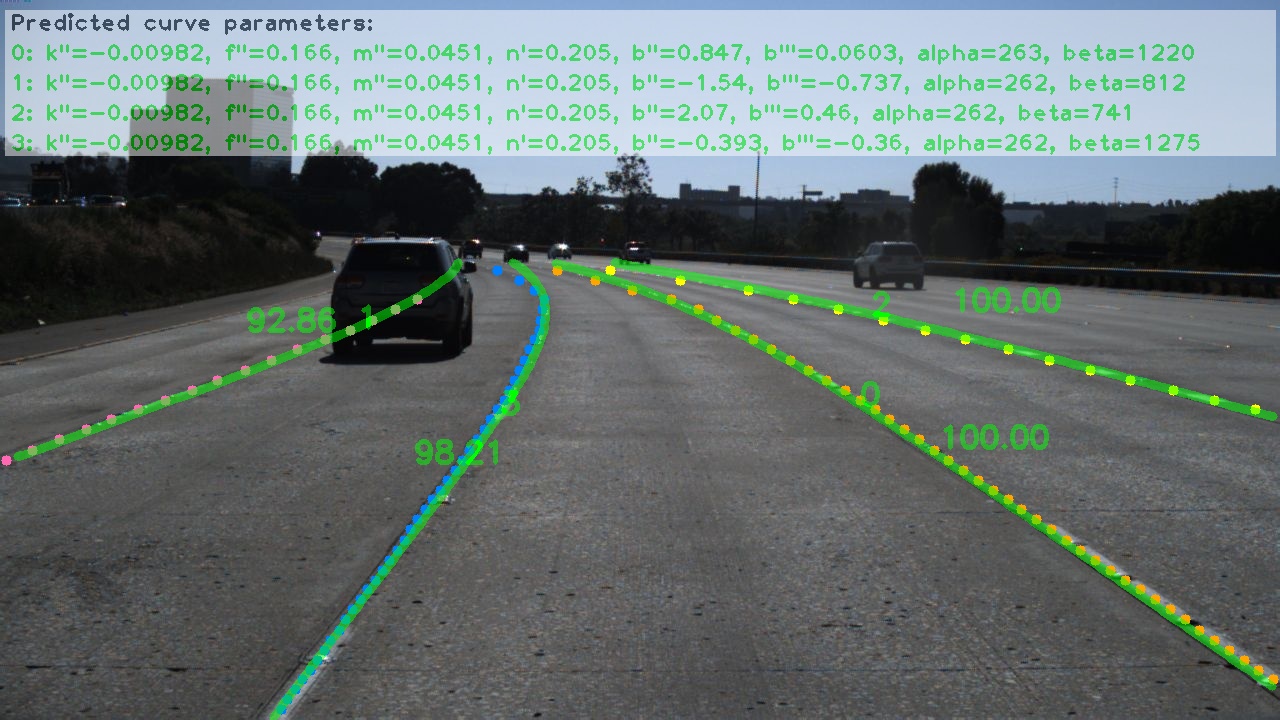 Predicted curve parameters:
0: k''=-0.00982, f''=0.166, m''=0.0451, n'=0.205, b''=0.847, b'''=0.0603, alpha=263, beta=1220
1: k''=-0.00982, f''=0.166, m''=0.0451, n'=0.205, b''=-1.54, b'''=-0.737, alpha=262, beta=812
2: k''=-0.00982, f''=0.166, m''=0.0451, n'=0.205, b''=2.07, b'''=0.46, alpha=262, beta=741
3: k''=-0.00982, f''=0.166, m''=0.0451, n'=0.205, b''=-0.393, b'''=-0.36, alpha=262, beta=1275
92.86 1 2 100.00
3 0
98.21 100.00